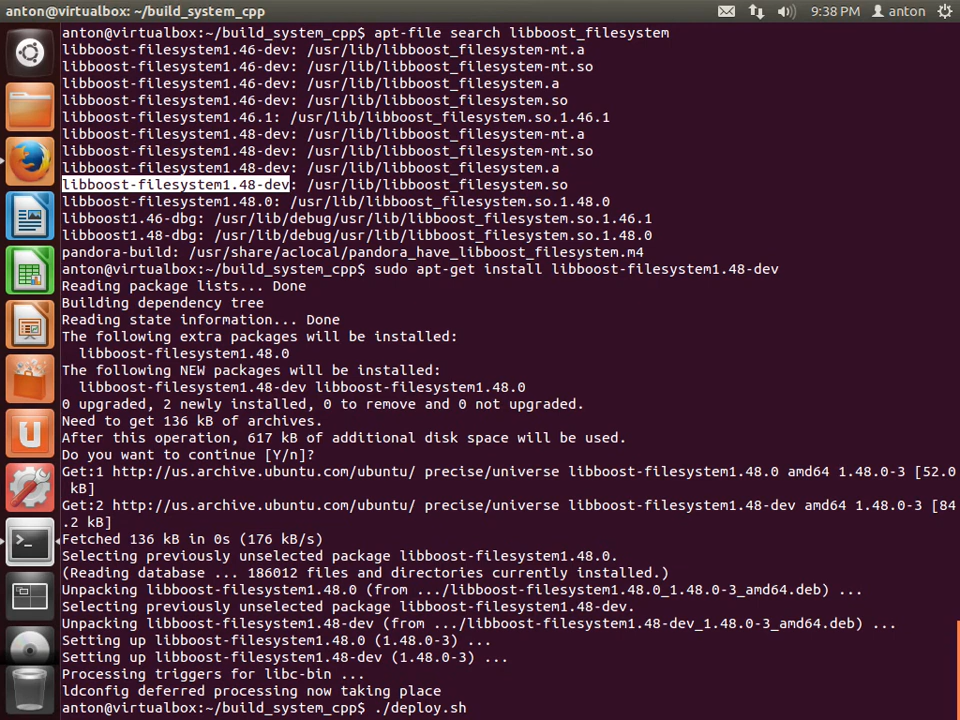 anton@virtualbox: ~/build_system_cpp
9:38 PM
anton
anton@virtualbox:~/build_system_cpp$ apt-file search libboost_filesystem
libboost-filesystem1.46-dev: /usr/lib/libboost_filesystem-mt.a
libboost-filesystem1.46-dev: /usr/lib/libboost_filesystem-mt.so
libboost-filesystem1.46-dev: /usr/lib/libboost_filesystem.a
libboost-filesystem1.46-dev: /usr/lib/libboost_filesystem.so
libboost-filesystem1.46.1: /usr/lib/libboost_filesystem.so.1.46.1
libboost-filesystem1.48-dev: /usr/lib/libboost_filesystem-mt.a
libboost-filesystem1.48-dev: /usr/lib/libboost_filesystem-mt.so
libboost-filesystem1.48-dev: /usr/lib/libboost_filesystem.a
libboost-filesystem1.48-dev: /usr/lib/libboost_filesystem.so
libboost-filesystem1.48.0: /usr/lib/libboost_filesystem.so.1.48.0
libboost1.46-dbg: /usr/lib/debug/usr/lib/libboost_filesystem.so.1.46.1
libboost1.48-dbg: /usr/lib/debug/usr/lib/libboost_filesystem.so.1.48.0
pandora-build: /usr/share/aclocal/pandora_have_libboost_filesystem.m4
anton@virtualbox:~/build_system_cpp$ sudo apt-get install libboost-filesystem1.48-dev
Reading package lists... Done
Building dependency tree
Reading state information... Done
The following extra packages will be installed:
  libboost-filesystem1.48.0
The following NEW packages will be installed:
  libboost-filesystem1.48-dev libboost-filesystem1.48.0
0 upgraded, 2 newly installed, 0 to remove and 0 not upgraded.
Need to get 136 kB of archives.
After this operation, 617 kB of additional disk space will be used.
Do you want to continue [Y/n]?
Get:1 http://us.archive.ubuntu.com/ubuntu/ precise/universe libboost-filesystem1.48.0 amd64 1.48.0-3 [52.0
 kB]
Get:2 http://us.archive.ubuntu.com/ubuntu/ precise/universe libboost-filesystem1.48-dev amd64 1.48.0-3 [84
.2 kB]
Fetched 136 kB in 0s (176 kB/s)
Selecting previously unselected package libboost-filesystem1.48.0.
(Reading database ... 186012 files and directories currently installed.)
Unpacking libboost-filesystem1.48.0 (from .../libboost-filesystem1.48.0_1.48.0-3_amd64.deb) ...
Selecting previously unselected package libboost-filesystem1.48-dev.
Unpacking libboost-filesystem1.48-dev (from .../libboost-filesystem1.48-dev_1.48.0-3_amd64.deb) ...
Setting up libboost-filesystem1.48.0 (1.48.0-3) ...
Setting up libboost-filesystem1.48-dev (1.48.0-3) ...
Processing triggers for libc-bin ...
ldconfig deferred processing now taking place
anton@virtualbox:~/build_system_cpp$ ./deploy.sh